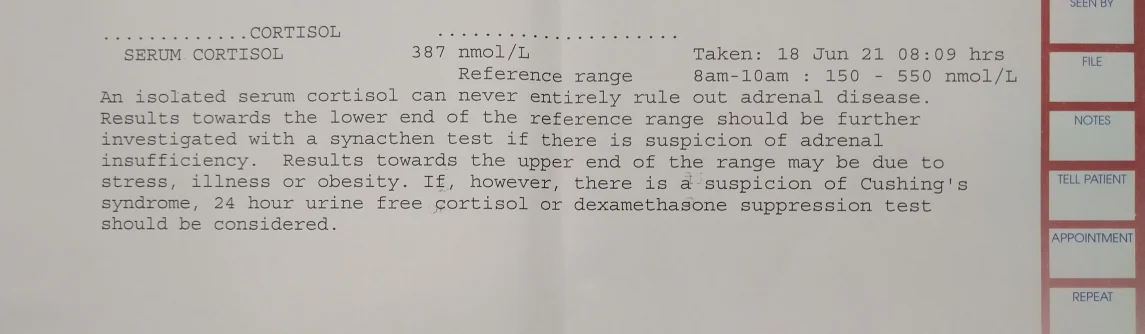 .............CORTISOL ......................
SERUM CORTISOL 387 nmol/L Taken: 18 Jun 21 08:09 hrs
Reference range 8am-10am : 150 - 550 nmol/L
An isolated serum cortisol can never entirely rule out adrenal disease.
Results towards the lower end of the reference range should be further
investigated with a synacthen test if there is suspicion of adrenal
insufficiency. Results towards the upper end of the range may be due to
stress, illness or obesity. If, however, there is a suspicion of Cushing's
syndrome, 24 hour urine free cortisol or dexamethasone suppression test
should be considered.
SEEN BY
FILE
NOTES
TELL PATIENT
APPOINTMENT
REPEAT